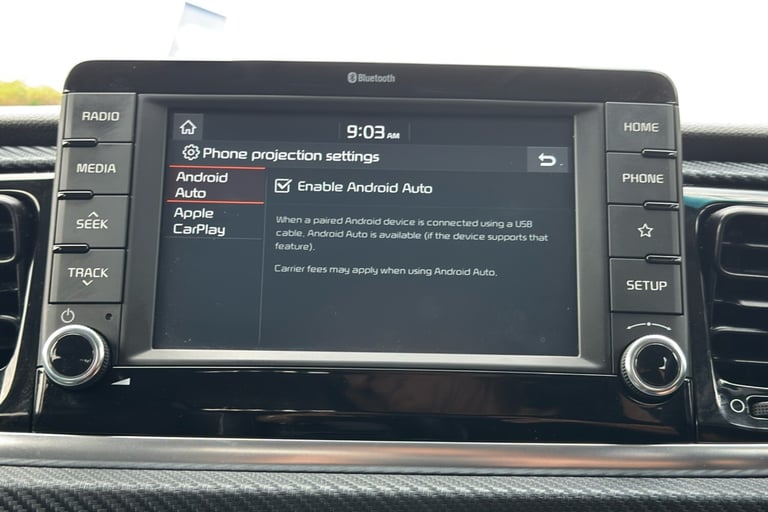 Bluetooth
RADIO
MEDIA
SEEK
TRACK
9:03 AM
Phone projection settings
Android
Auto
Apple
CarPlay
Enable Android Auto
When a paired Android device is connected using a USB
cable, Android Auto is available (if the device supports that
feature).
Carrier fees may apply when using Android Auto.
HOME
PHONE
SETUP